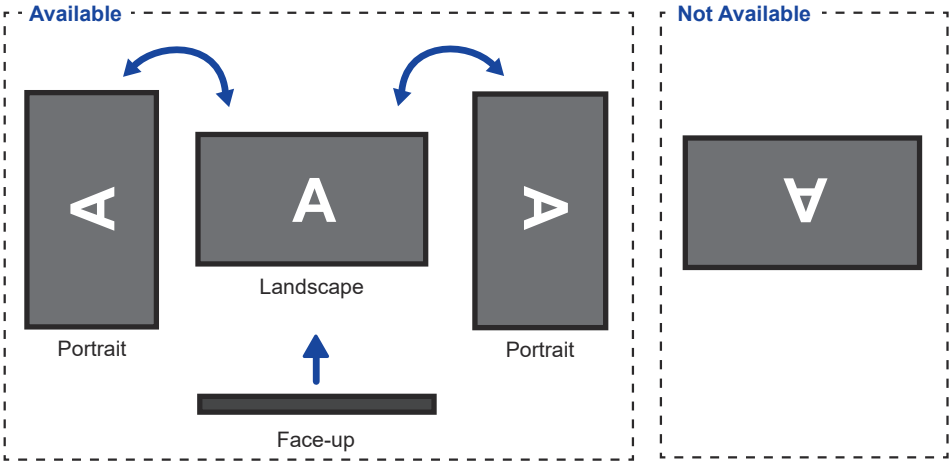 Available
Not Available
A
A
A
A
Landscape
Portrait
Portrait
Face-up